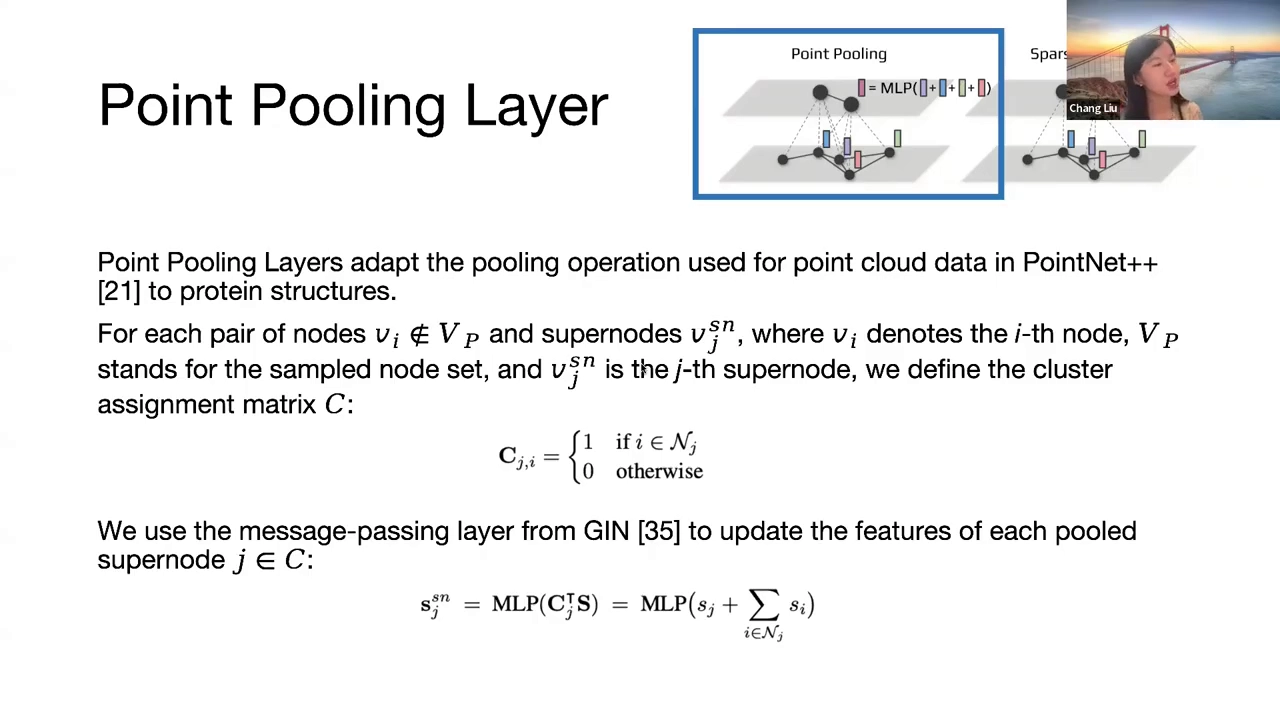 Point Pooling Layer
Point Pooling
= MLP(+++)
Chang Liu
Point Pooling Layers adapt the pooling operation used for point cloud data in PointNet++
[21] to protein structures.
For each pair of nodes vᵢ ∉ V_P and supernodes v_j^{sn}, where vᵢ denotes the i-th node, V_P
stands for the sampled node set, and v_j^{sn} is the j-th supernode, we define the cluster
assignment matrix C:
C_{j,i} = { 1 if i ∈ N_j
0 otherwise
We use the message-passing layer from GIN [35] to update the features of each pooled
supernode j ∈ C:
s_j^{sn} = MLP(C_j^⊺S) = MLP(s_j + ∑_{i∈N_j} s_i)